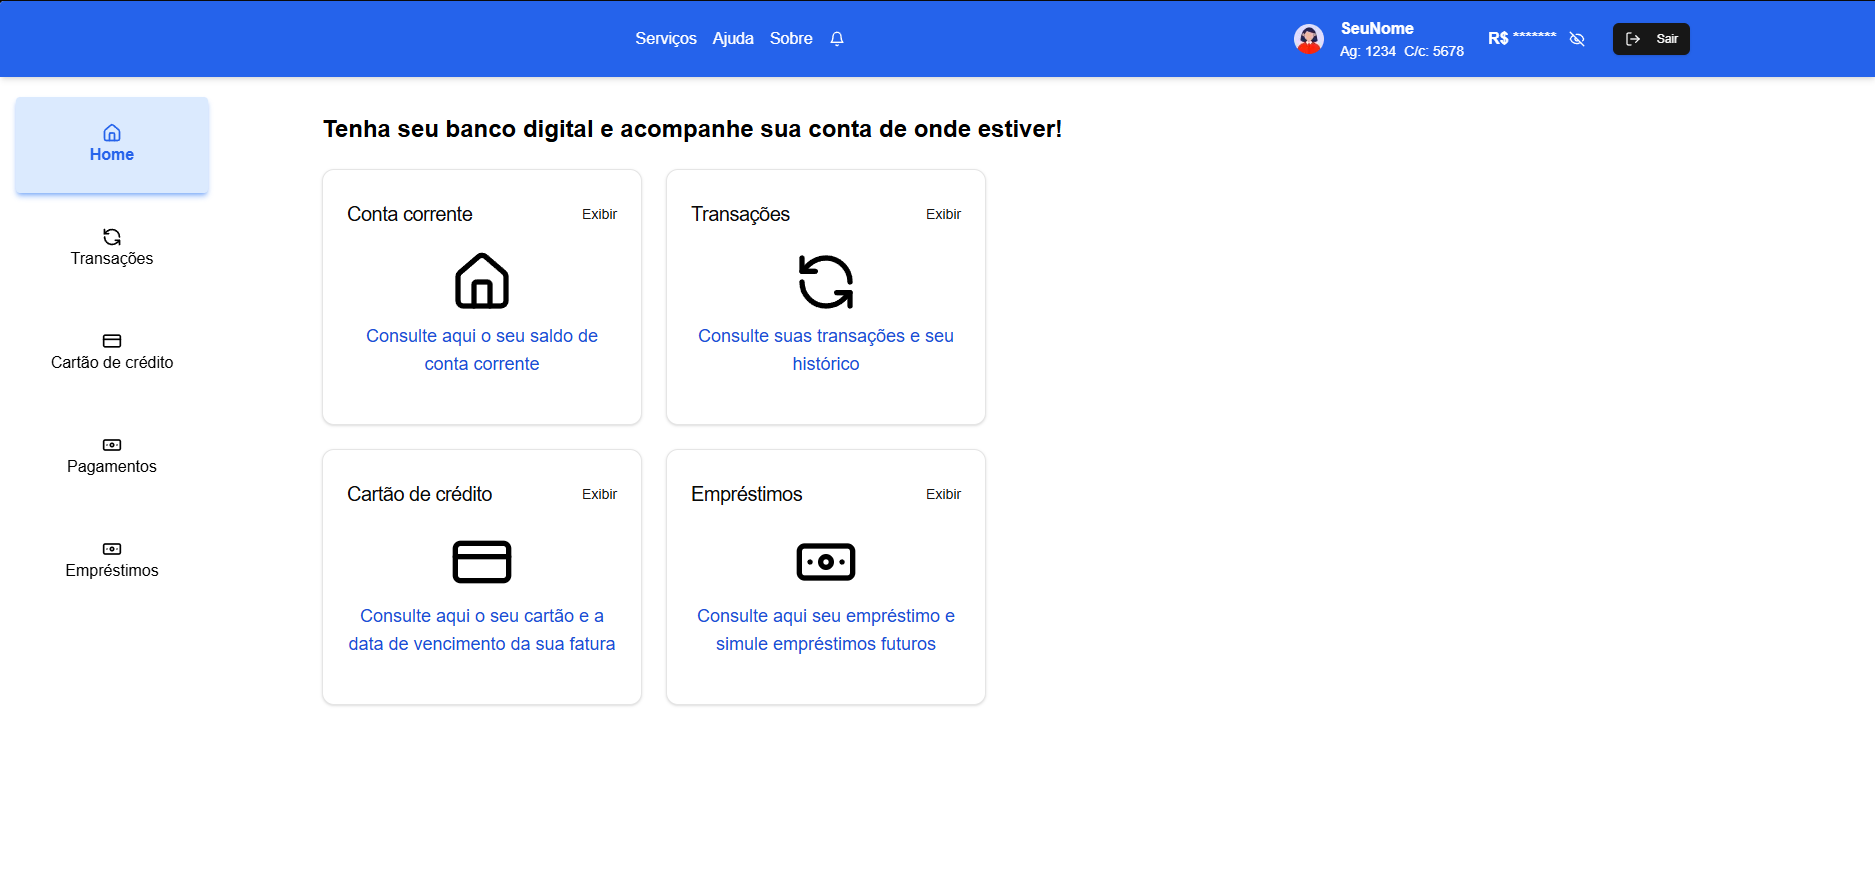 Serviços Ajuda Sobre
SeuNome
Ag: 1234 C/c: 5678
R$ *******
Sair
Home
Transações
Cartão de crédito
Pagamentos
Empréstimos
Tenha seu banco digital e acompanhe sua conta de onde estiver!
Conta corrente Exibir
Consulte aqui o seu saldo de
conta corrente
Transações Exibir
Consulte suas transações e seu
histórico
Cartão de crédito Exibir
Consulte aqui o seu cartão e a
data de vencimento da sua fatura
Empréstimos Exibir
Consulte aqui seu empréstimo e
simule empréstimos futuros